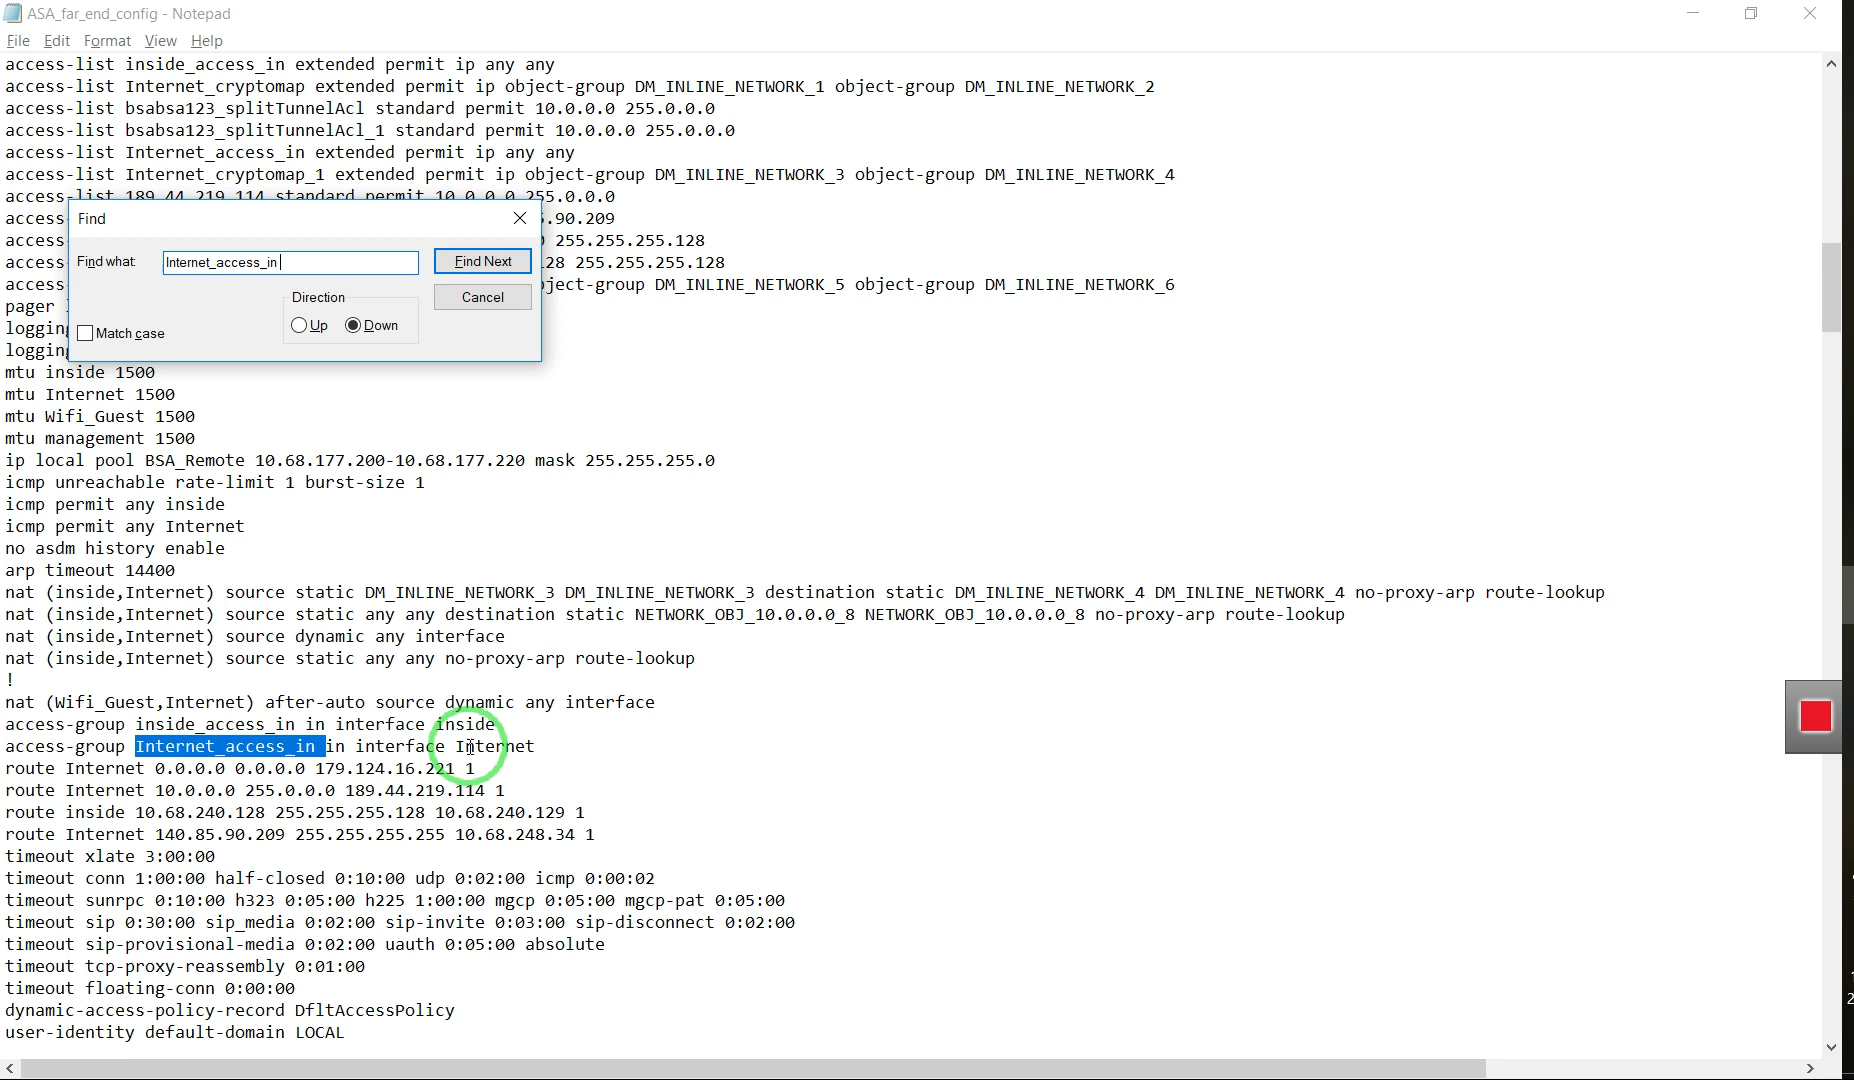 ASA_far_end_config - Notepad
File Edit Format View Help
access-list inside_access_in extended permit ip any any
access-list Internet_cryptomap extended permit ip object-group DM_INLINE_NETWORK_1 object-group DM_INLINE_NETWORK_2
access-list bsabsa123_splitTunnelAcl standard permit 10.0.0.0 255.0.0.0
access-list bsabsa123_splitTunnelAcl_1 standard permit 10.0.0.0 255.0.0.0
access-list Internet_access_in extended permit ip any any
access-list Internet_cryptomap_1 extended permit ip object-group DM_INLINE_NETWORK_3 object-group DM_INLINE_NETWORK_4
access-list 189.44.219.114 standard permit 10.0.0.0 255.0.0.0
access .90.209
access 255.255.255.128
access .28 255.255.255.128
access ject-group DM_INLINE_NETWORK_5 object-group DM_INLINE_NETWORK_6
Find
Find what: Internet_access_in Find Next
Direction Cancel
Up Down
Match case
pager
logging
logging
mtu inside 1500
mtu Internet 1500
mtu Wifi_Guest 1500
mtu management 1500
ip local pool BSA_Remote 10.68.177.200-10.68.177.220 mask 255.255.255.0
icmp unreachable rate-limit 1 burst-size 1
icmp permit any inside
icmp permit any Internet
no asdm history enable
arp timeout 14400
nat (inside,Internet) source static DM_INLINE_NETWORK_3 DM_INLINE_NETWORK_3 destination static DM_INLINE_NETWORK_4 DM_INLINE_NETWORK_4 no-proxy-arp route-lookup
nat (inside,Internet) source static any any destination static NETWORK_OBJ_10.0.0.0_8 NETWORK_OBJ_10.0.0.0_8 no-proxy-arp route-lookup
nat (inside,Internet) source dynamic any interface
nat (inside,Internet) source static any any no-proxy-arp route-lookup
!
nat (Wifi_Guest,Internet) after-auto source dynamic any interface
access-group inside_access_in in interface inside
access-group Internet_access_in in interface Internet
route Internet 0.0.0.0 0.0.0.0 179.124.16.221 1
route Internet 10.0.0.0 255.0.0.0 189.44.219.114 1
route inside 10.68.240.128 255.255.255.128 10.68.240.129 1
route Internet 140.85.90.209 255.255.255.255 10.68.248.34 1
timeout xlate 3:00:00
timeout conn 1:00:00 half-closed 0:10:00 udp 0:02:00 icmp 0:00:02
timeout sunrpc 0:10:00 h323 0:05:00 h225 1:00:00 mgcp 0:05:00 mgcp-pat 0:05:00
timeout sip 0:30:00 sip_media 0:02:00 sip-invite 0:03:00 sip-disconnect 0:02:00
timeout sip-provisional-media 0:02:00 uauth 0:05:00 absolute
timeout tcp-proxy-reassembly 0:01:00
timeout floating-conn 0:00:00
dynamic-access-policy-record DfltAccessPolicy
user-identity default-domain LOCAL